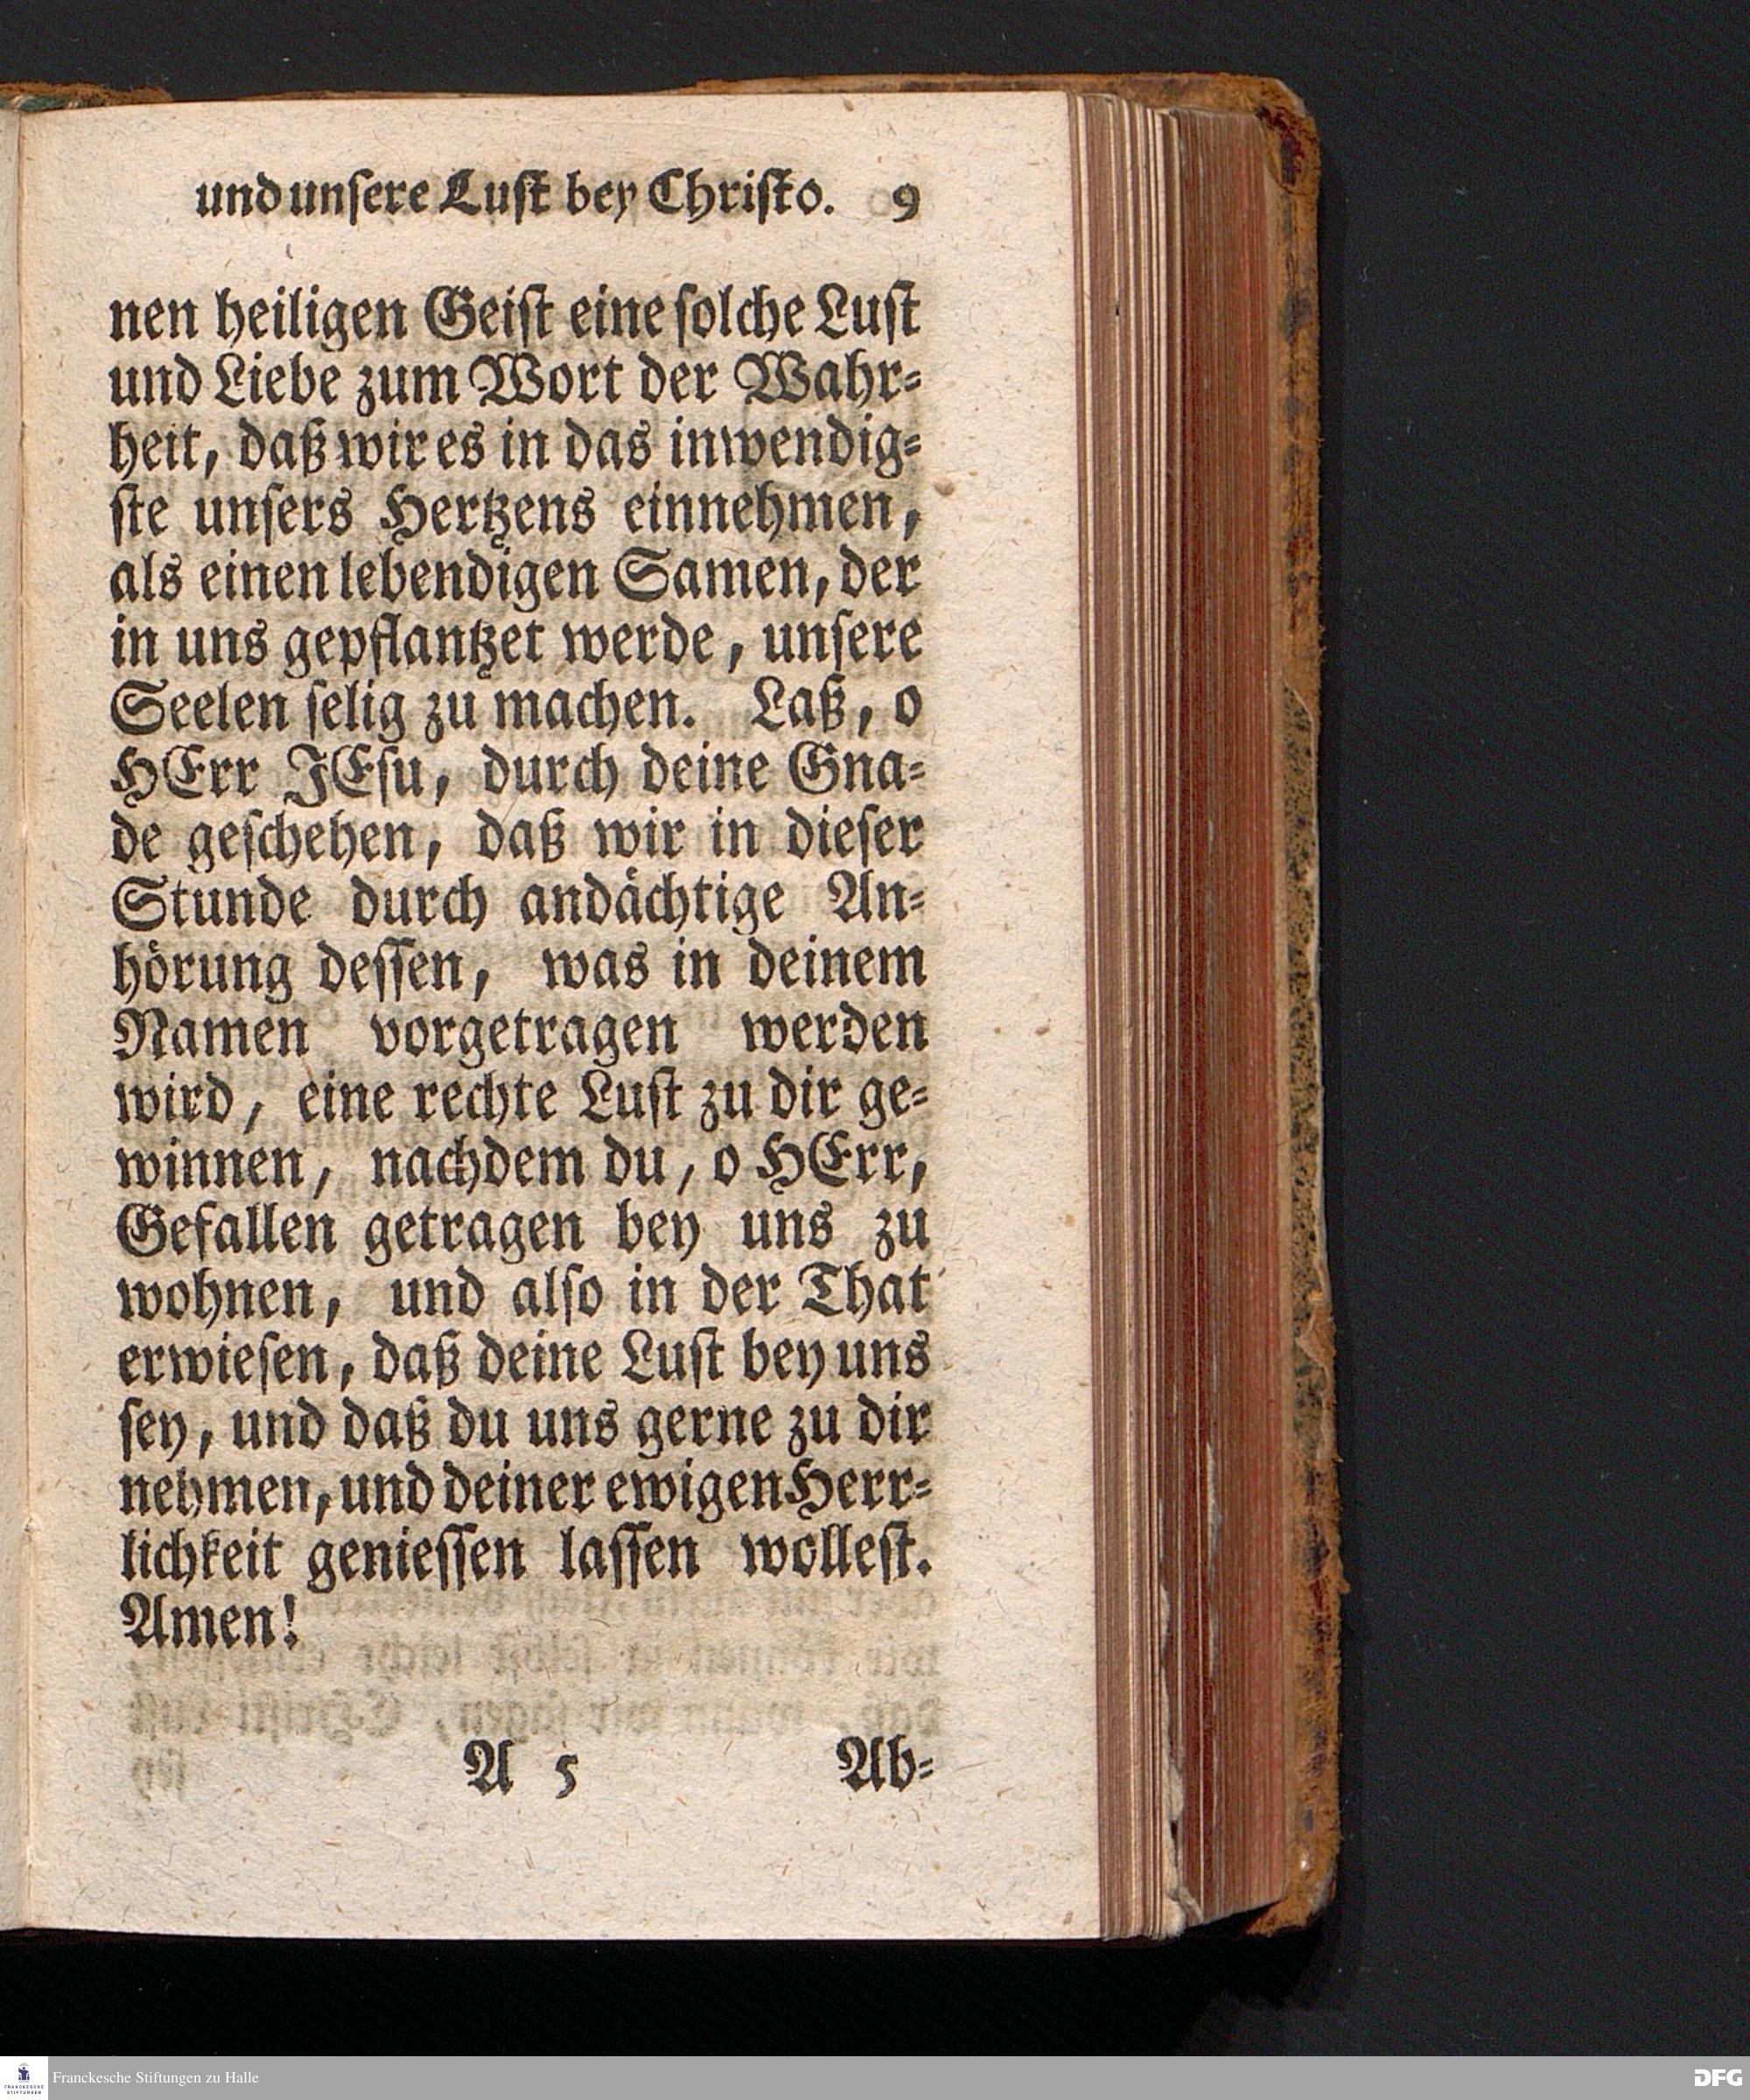 und unſere Luſt bey Chriſto. 9
nen heiligen Geiſt eine ſolche Luſt
und Liebe zum Wort der Wahr⸗
heit, daß wir es in das inwendig⸗
ſte unſers Hertzens einnehmen,
als einen lebendigen Samen, der
in uns gepflantzet werde, unſere
Seelen ſelig zu machen. Laß, o
HErr JEſu, durch deine Gna⸗
de geſchehen, daß wir in dieſer
Stunde durch andächtige An⸗
hörung deſſen, was in deinem
Namen vorgetragen werden
wird, eine rechte Luſt zu dir ge⸗
winnen, nachdem du, o HErr,
Gefallen getragen bey uns zu
wohnen, und alſo in der That
erwieſen, daß deine Luſt bey uns
ſey, und daß du uns gerne zu dir
nehmen, und deiner ewigen Herr⸗
lichkeit genieſſen laſſen wolleſt.
Amen!
A 5 Ab⸗
FRANCKESCHE STIFTUNGEN
Franckesche Stiftungen zu Halle
DFG